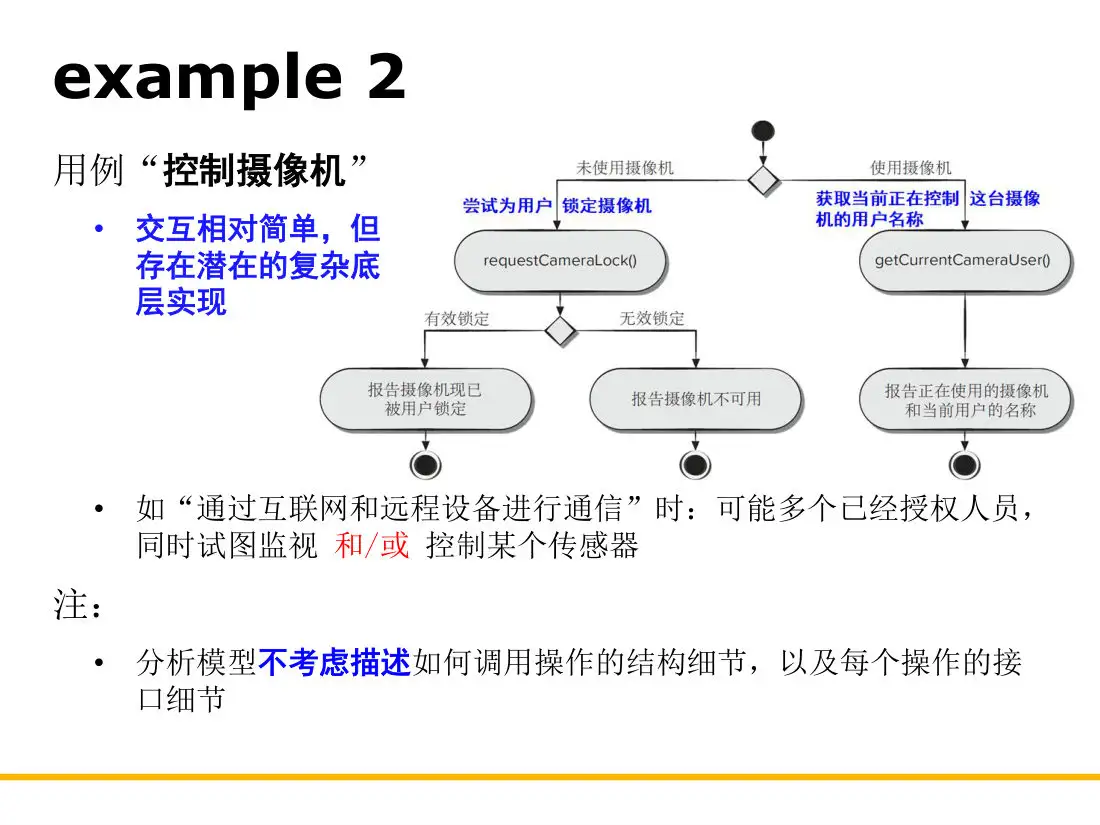 example 2
用例“控制摄像机”
• 交互相对简单，但
存在潜在的复杂底
层实现
未使用摄像机
使用摄像机
尝试为用户 锁定摄像机
获取当前正在控制 这台摄像
机的用户名称
requestCameraLock()
getCurrentCameraUser()
有效锁定
无效锁定
报告摄像机现已
被用户锁定
报告摄像机不可用
报告正在使用的摄像机
和当前用户的名称
• 如“通过互联网和远程设备进行通信”时：可能多个已经授权人员，
同时试图监视 和/或 控制某个传感器
注：
• 分析模型不考虑描述如何调用操作的结构细节，以及每个操作的接
口细节